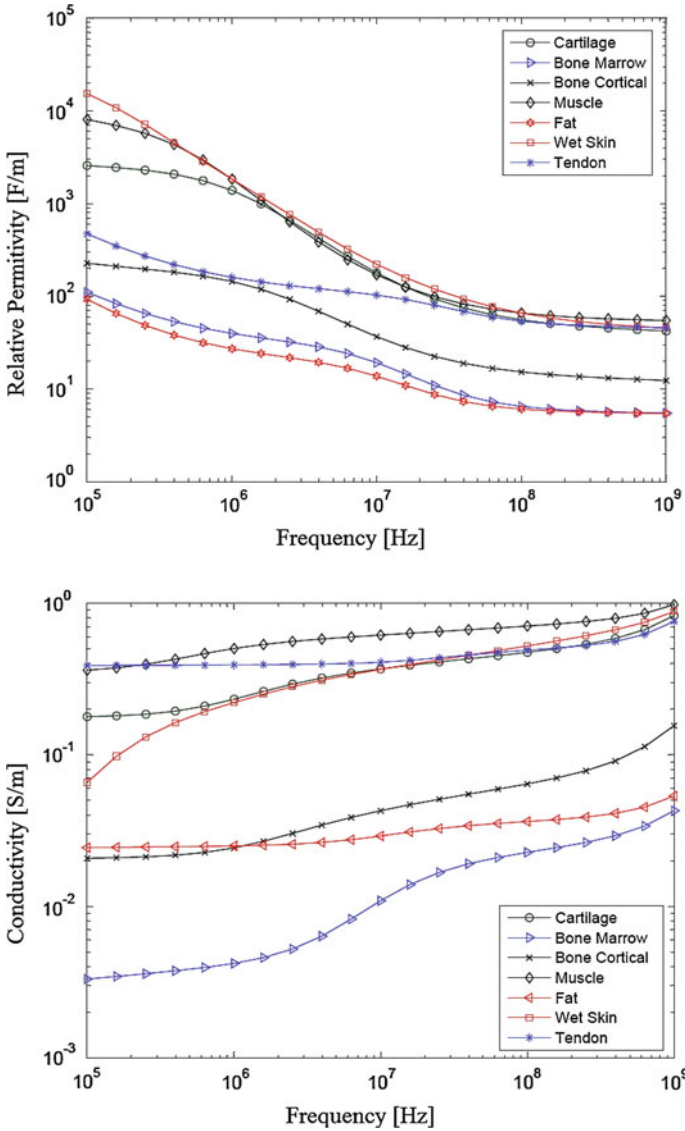 10^5
10^4
10^3
10^2
10^1
10^0
Relative Permitivity [F/m]
Cartilage
Bone Marrow
Bone Cortical
Muscle
Fat
Wet Skin
Tendon
10^5 10^6 10^7 10^8 10^9
Frequency [Hz]
10^0
10^-1
10^-2
10^-3
Conductivity [S/m]
Cartilage
Bone Marrow
Bone Cortical
Muscle
Fat
Wet Skin
Tendon
10^5 10^6 10^7 10^8 10^9
Frequency [Hz]